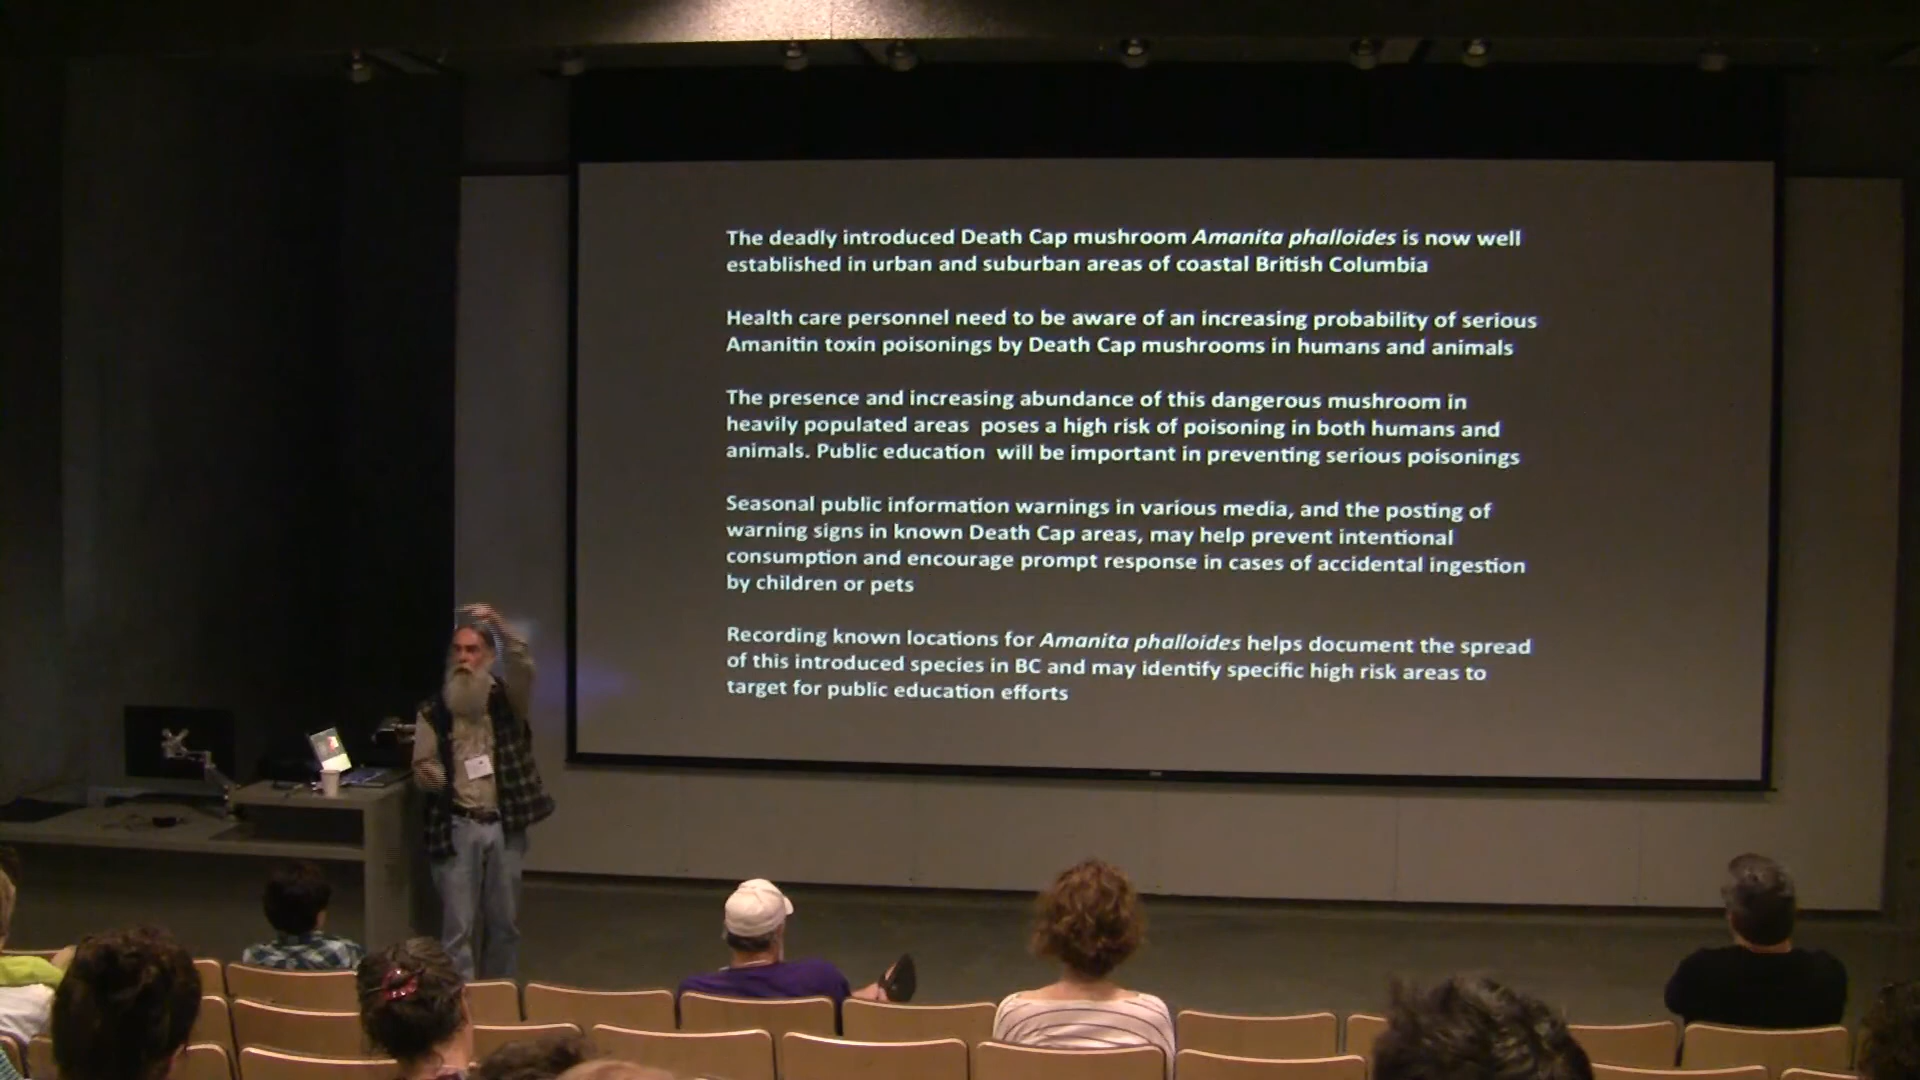 The deadly introduced Death Cap mushroom Amanita phalloides is now well
established in urban and suburban areas of coastal British Columbia
Health care personnel need to be aware of an increasing probability of serious
Amanitin toxin poisonings by Death Cap mushrooms in humans and animals
The presence and increasing abundance of this dangerous mushroom in
heavily populated areas poses a high risk of poisoning in both humans and
animals. Public education will be important in preventing serious poisonings
Seasonal public information warnings in various media, and the posting of
warning signs in known Death Cap areas, may help prevent intentional
consumption and encourage prompt response in cases of accidental ingestion
by children or pets
Recording known locations for Amanita phalloides helps document the spread
of this introduced species in BC and may identify specific high risk areas to
target for public education efforts